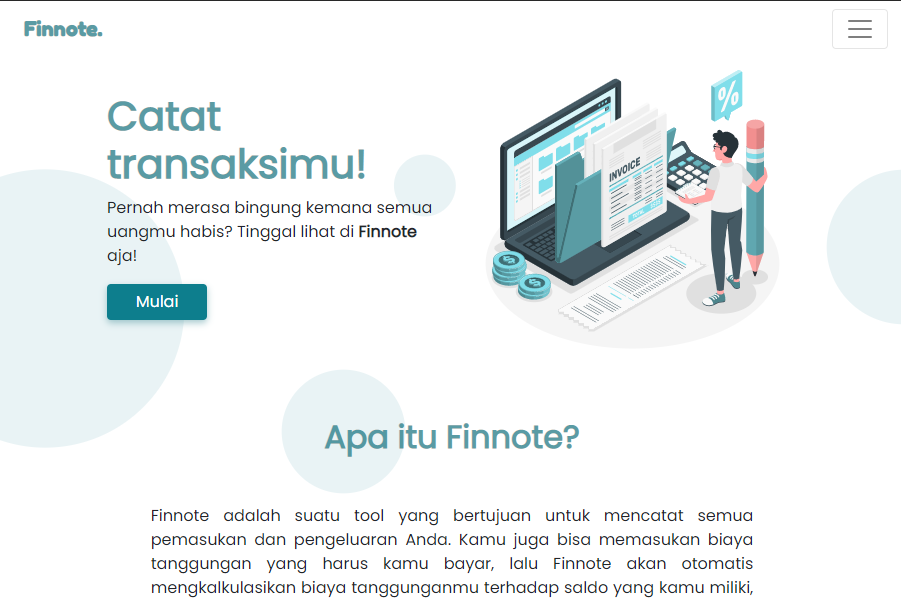 Finnote.
Catat
transaksimu!
Pernah merasa bingung kemana semua
uangmu habis? Tinggal lihat di Finnote
aja!
Mulai
%
INVOICE
Apa itu Finnote?
Finnote adalah suatu tool yang bertujuan untuk mencatat semua
pemasukan dan pengeluaran Anda. Kamu juga bisa memasukan biaya
tanggungan yang harus kamu bayar, lalu Finnote akan otomatis
mengkalkulasikan biaya tanggunganmu terhadap saldo yang kamu miliki,